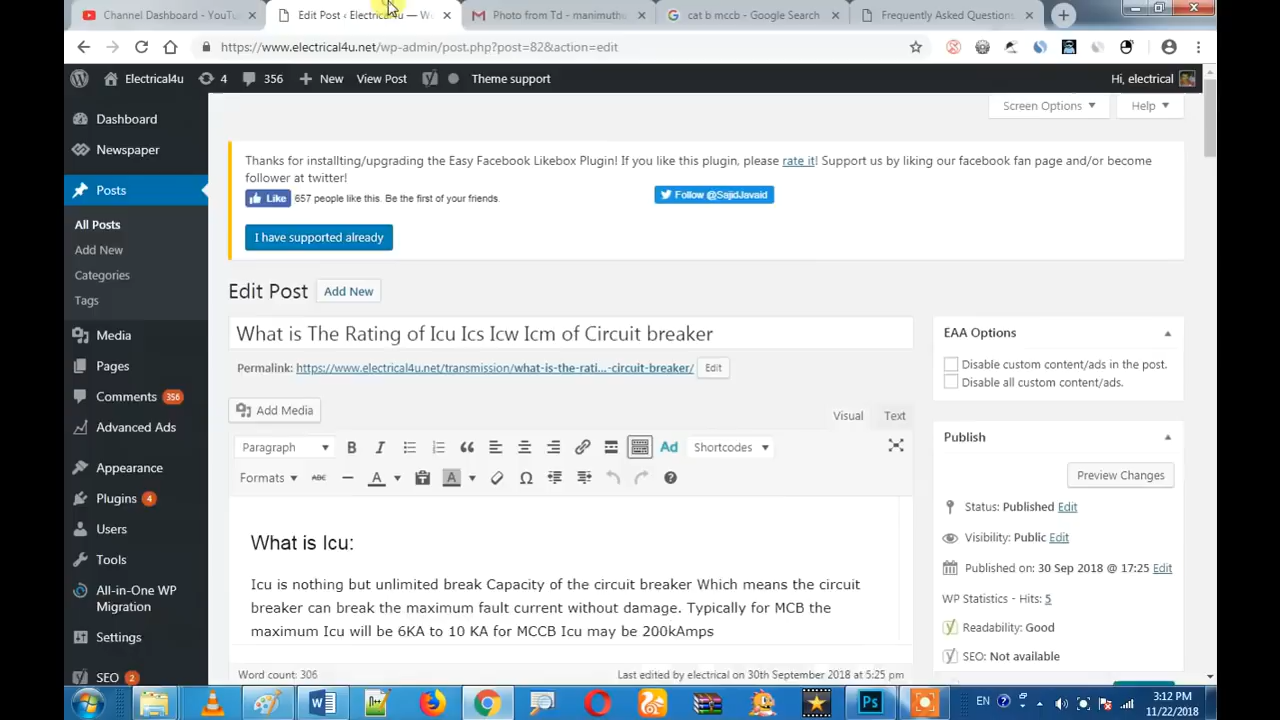 Channel Dashboard - YouTu
Edit Post ‹ Electrical4u — Wo
Photo from Td - manimuthu
cat b mccb - Google Search
Frequently Asked Questions
https://www.electrical4u.net/wp-admin/post.php?post=82&action=edit
Electrical4u 4 356 New View Post Theme support Hi, electrical
Screen Options Help
Dashboard
Newspaper
Posts
All Posts
Add New
Categories
Tags
Media
Pages
Comments 356
Advanced Ads
Appearance
Plugins 4
Users
Tools
All-in-One WP
Migration
Settings
SEO 2
Thanks for installting/upgrading the Easy Facebook Likebox Plugin! If you like this plugin, please rate it! Support us by liking our facebook fan page and/or become
follower at twitter!
Like 657 people like this. Be the first of your friends. Follow @SajidJavaid
I have supported already
Edit Post Add New
What is The Rating of Icu Ics Icw Icm of Circuit breaker
Permalink: https://www.electrical4u.net/transmission/what-is-the-rati...-circuit-breaker/ Edit
Add Media Visual Text
Paragraph B I Ad Shortcodes
Formats ABC A A
What is Icu:
Icu is nothing but unlimited break Capacity of the circuit breaker Which means the circuit
breaker can break the maximum fault current without damage. Typically for MCB the
maximum Icu will be 6KA to 10 KA for MCCB Icu may be 200kAmps
Word count: 306 Last edited by electrical on 30th September 2018 at 5:25 pm
EAA Options
Disable custom content/ads in the post.
Disable all custom content/ads.
Publish
Preview Changes
Status: Published Edit
Visibility: Public Edit
Published on: 30 Sep 2018 @ 17:25 Edit
WP Statistics - Hits: 5
Readability: Good
SEO: Not available
EN 3:12 PM
11/22/2018